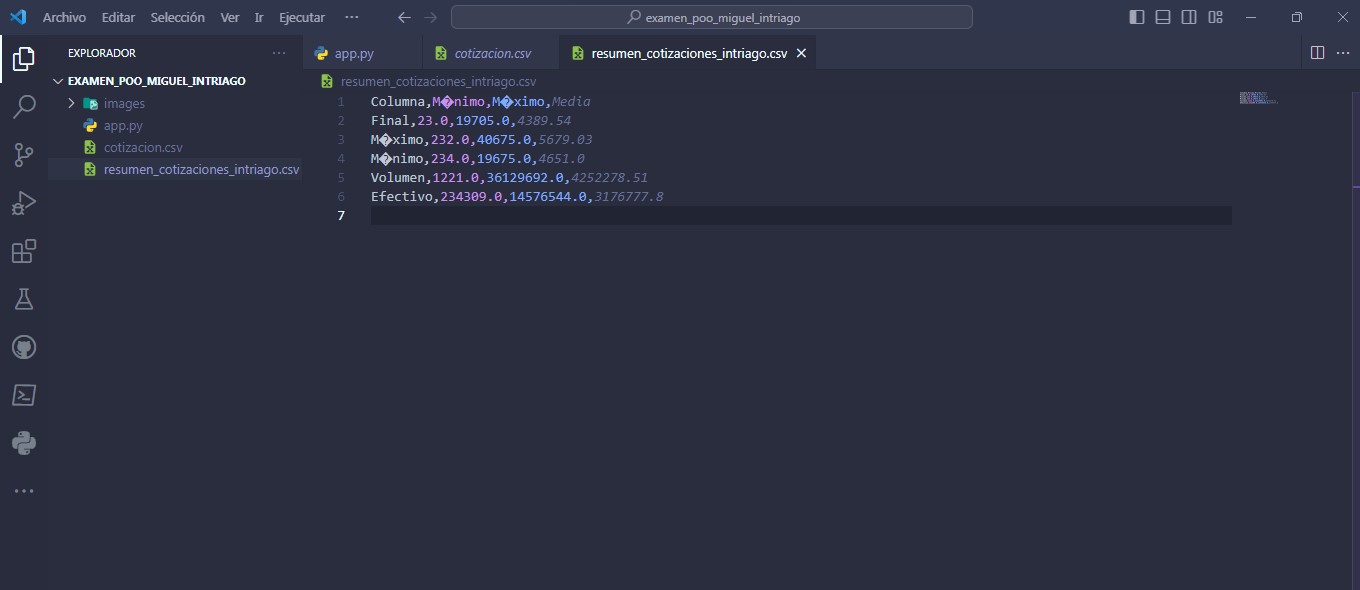 Archivo Editar Selección Ver Ir Ejecutar ··· examen_poo_miguel_intriago
EXPLORADOR ···
EXAMEN_POO_MIGUEL_INTRIAGO
images
app.py
cotizacion.csv
resumen_cotizaciones_intriago.csv
app.py cotizacion.csv resumen_cotizaciones_intriago.csv
resumen_cotizaciones_intriago.csv
1 Columna,M�nimo,M�ximo,Media
2 Final,23.0,19705.0,4389.54
3 M�ximo,232.0,40675.0,5679.03
4 M�nimo,234.0,19675.0,4651.0
5 Volumen,1221.0,36129692.0,4252278.51
6 Efectivo,234309.0,14576544.0,3176777.8
7